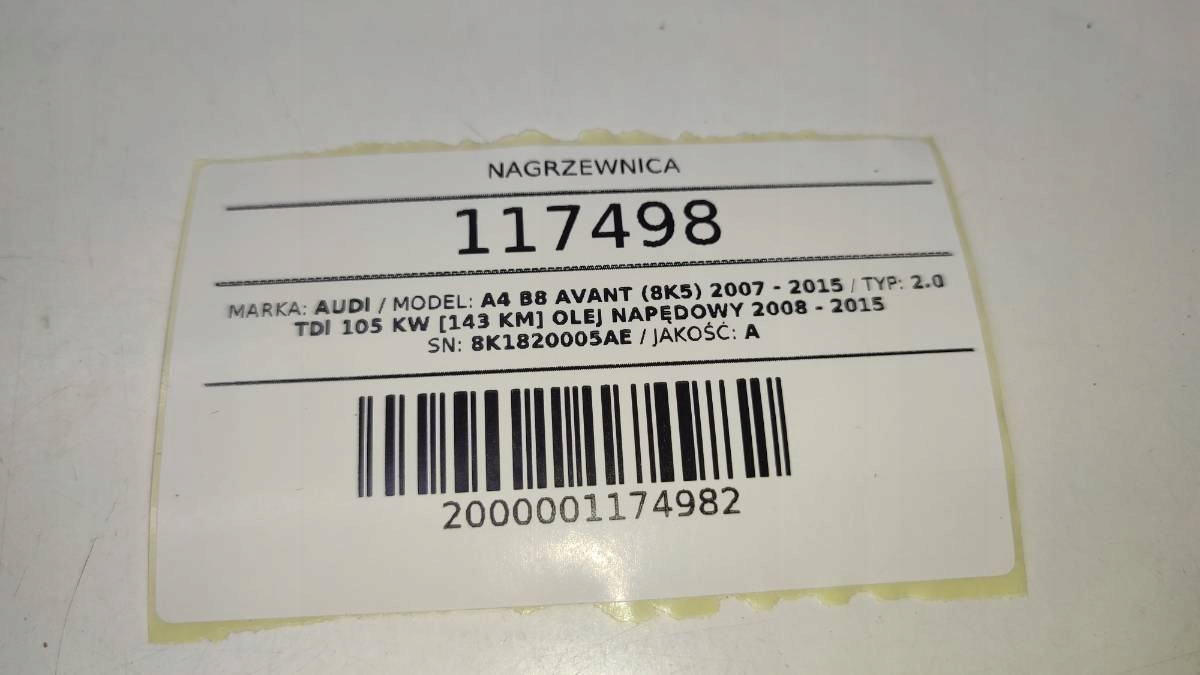 NAGRZEWNICA
117498
MARKA: AUDI / MODEL: A4 B8 AVANT (8K5) 2007 - 2015 / TYP: 2.0
TDI 105 KW [143 KM] OLEJ NAPĘDOWY 2008 - 2015
SN: 8K1820005AE / JAKOŚĆ: A
2000001174982